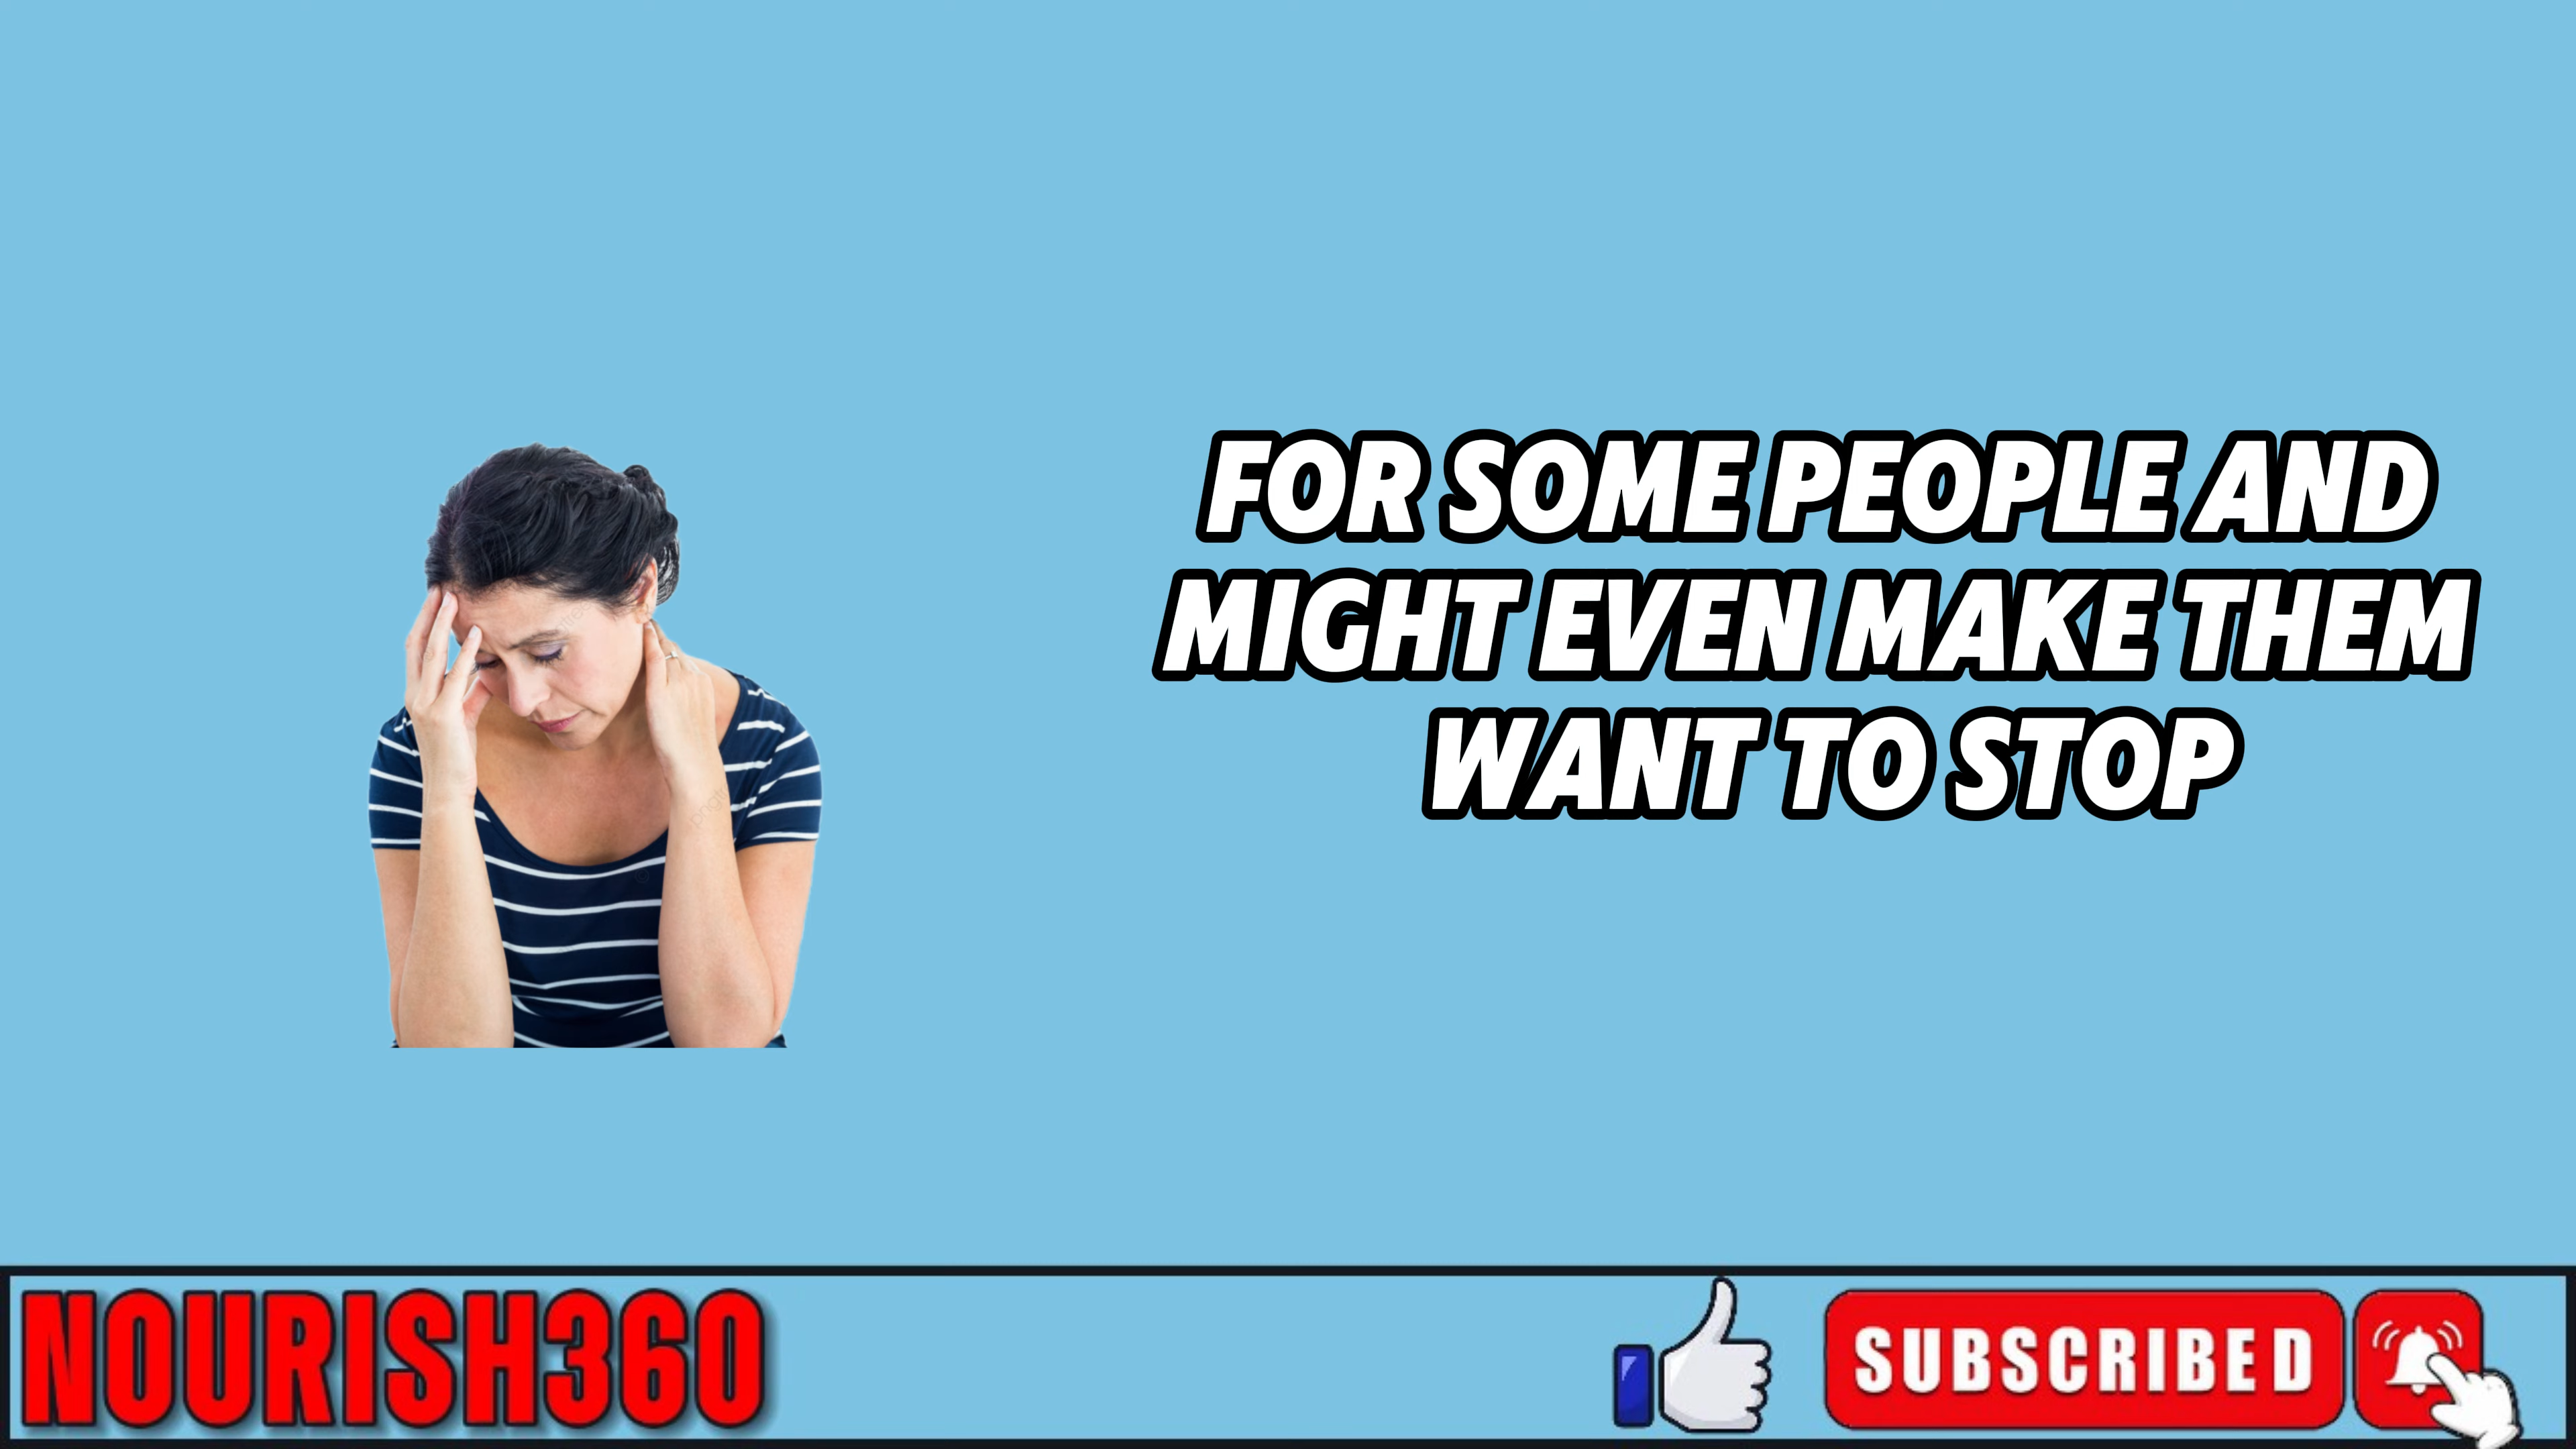 FOR SOME PEOPLE AND
MIGHT EVEN MAKE THEM
WANT TO STOP
NOURISH360
SUBSCRIBED